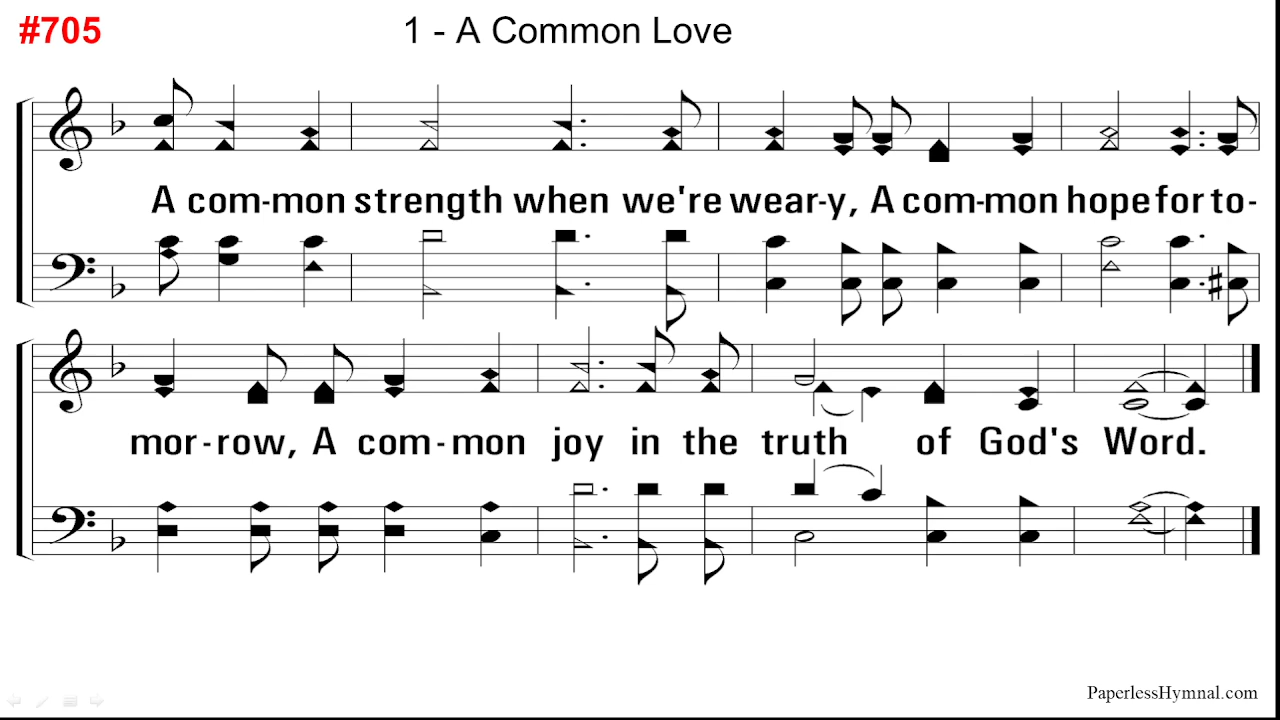 #705 1 - A Common Love
A com-mon strength when we're wear-y, A com-mon hope for to-
mor-row, A com-mon joy in the truth of God's Word.
PaperlessHymnal.com